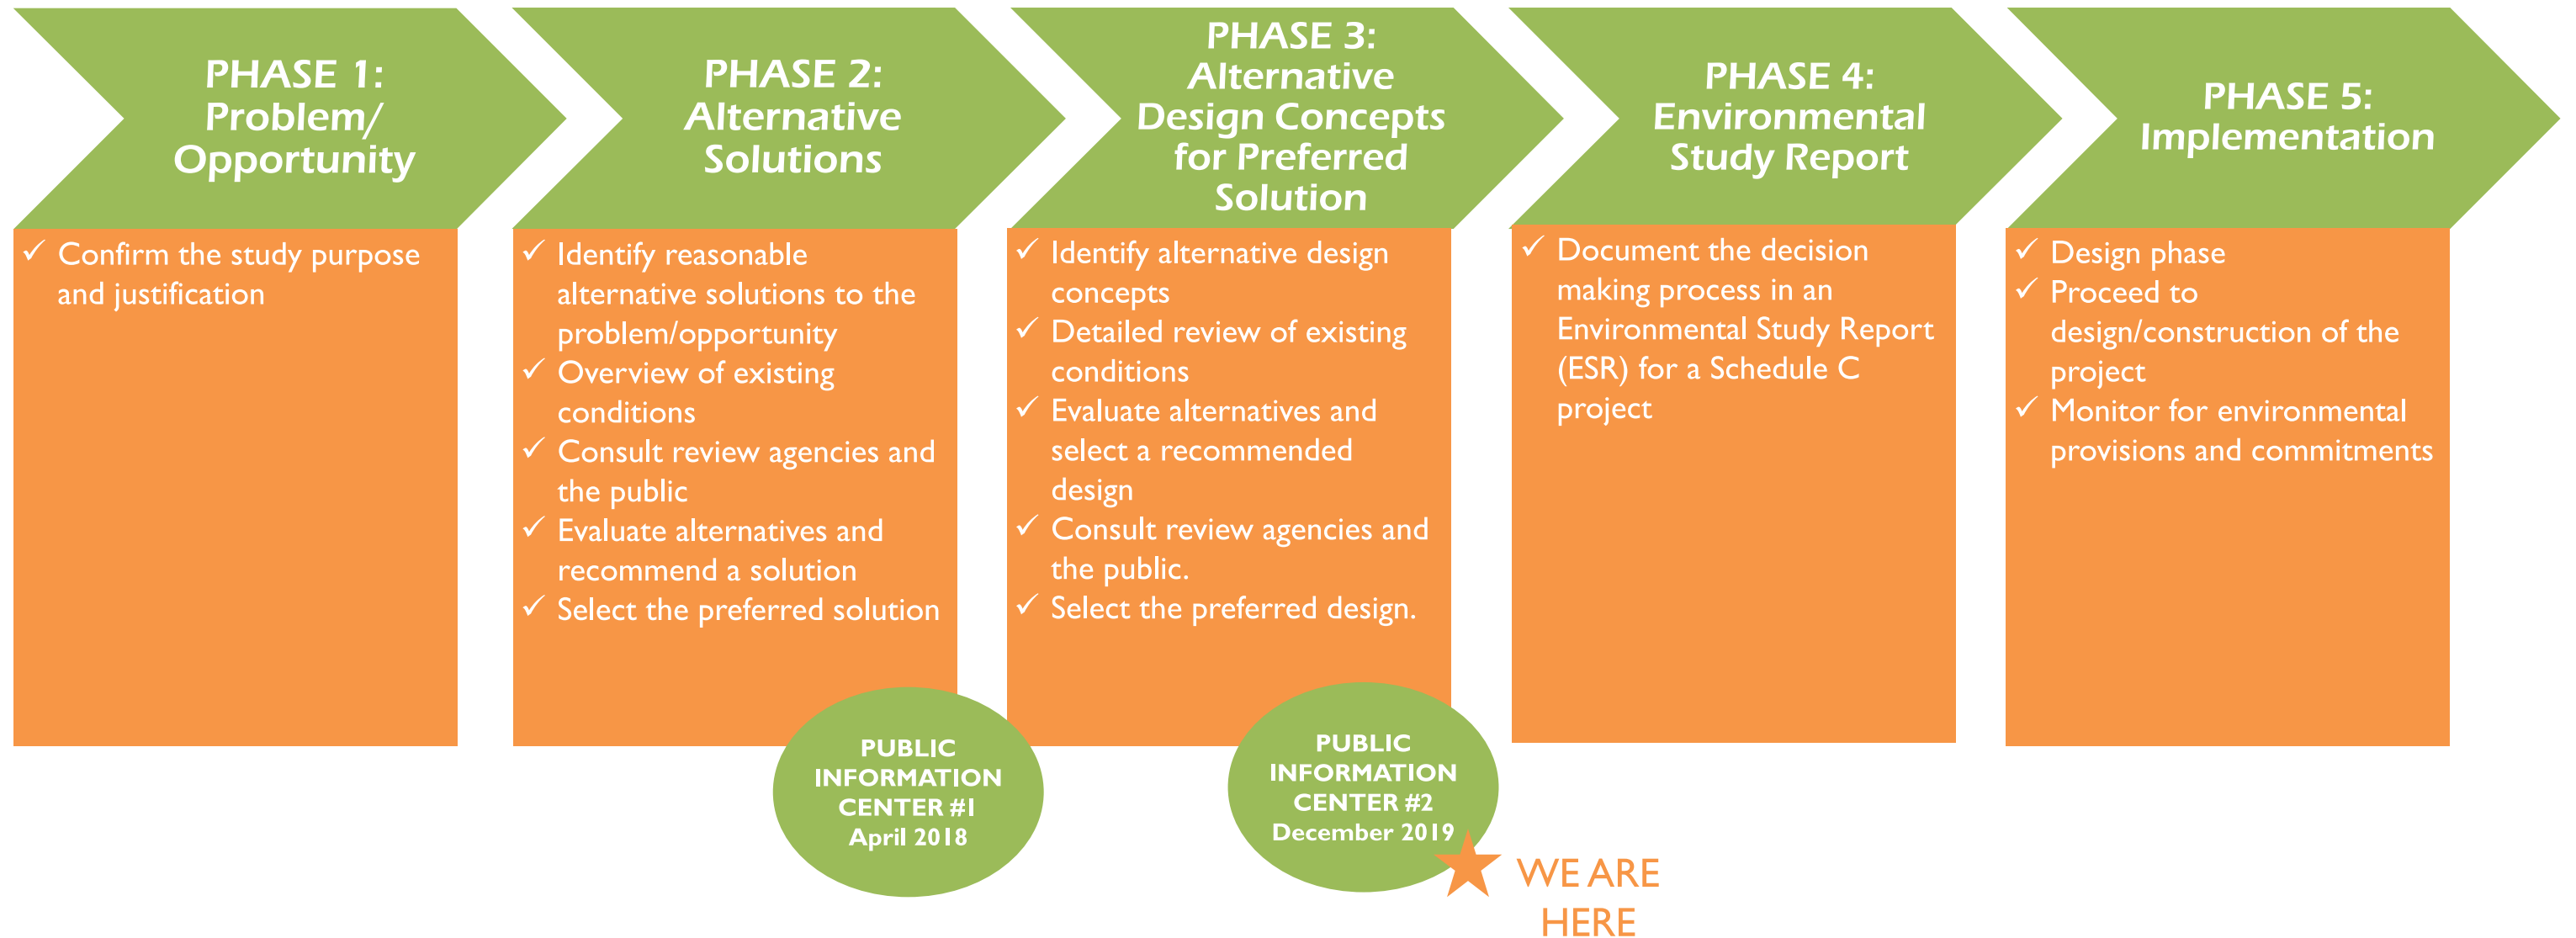 PHASE 1:
Problem/
Opportunity
✓ Confirm the study purpose
and justification
PHASE 2:
Alternative
Solutions
✓ Identify reasonable
alternative solutions to the
problem/opportunity
✓ Overview of existing
conditions
✓ Consult review agencies and
the public
✓ Evaluate alternatives and
recommend a solution
✓ Select the preferred solution
PUBLIC
INFORMATION
CENTER #1
April 2018
PHASE 3:
Alternative
Design Concepts
for Preferred
Solution
✓ Identify alternative design
concepts
✓ Detailed review of existing
conditions
✓ Evaluate alternatives and
select a recommended
design
✓ Consult review agencies and
the public.
✓ Select the preferred design.
PUBLIC
INFORMATION
CENTER #2
December 2019
WE ARE
HERE
PHASE 4:
Environmental
Study Report
✓ Document the decision
making process in an
Environmental Study Report
(ESR) for a Schedule C
project
PHASE 5:
Implementation
✓ Design phase
✓ Proceed to
design/construction of the
project
✓ Monitor for environmental
provisions and commitments